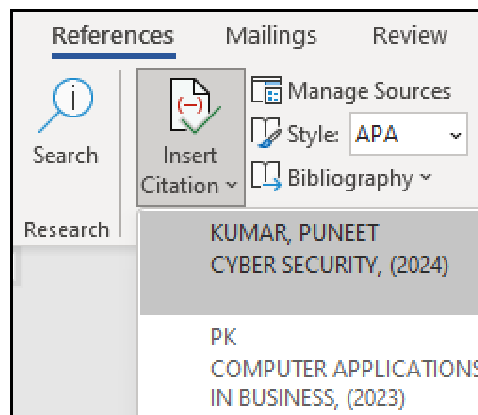 References Mailings Review
Search
Research
Insert
Citation
Manage Sources
Style: APA
Bibliography
KUMAR, PUNEET
CYBER SECURITY, (2024)
PK
COMPUTER APPLICATIONS
IN BUSINESS, (2023)